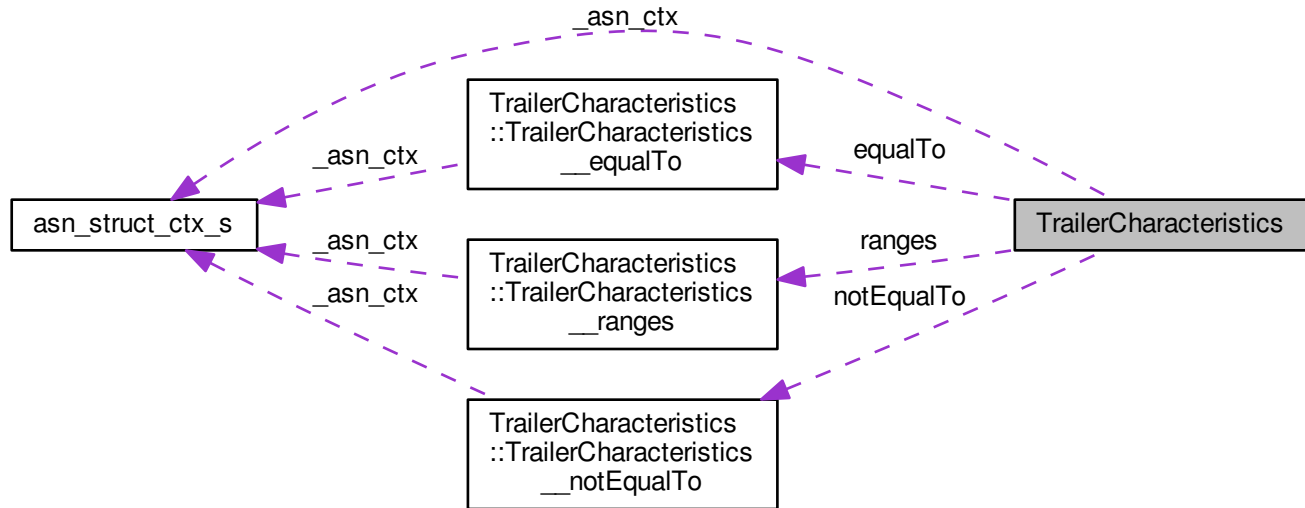 _asn_ctx
TrailerCharacteristics
::TrailerCharacteristics
__equalTo
equalTo
_asn_ctx
asn_struct_ctx_s
TrailerCharacteristics
_asn_ctx
ranges
TrailerCharacteristics
::TrailerCharacteristics
__ranges
_asn_ctx
notEqualTo
TrailerCharacteristics
::TrailerCharacteristics
__notEqualTo